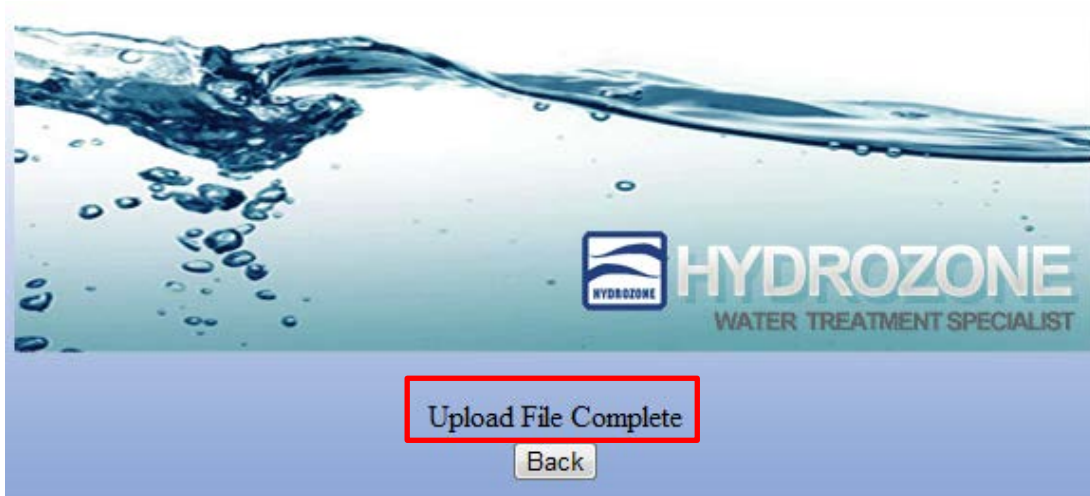 HYDROZONE
HYDROZONE
WATER TREATMENT SPECIALIST
Upload File Complete
Back